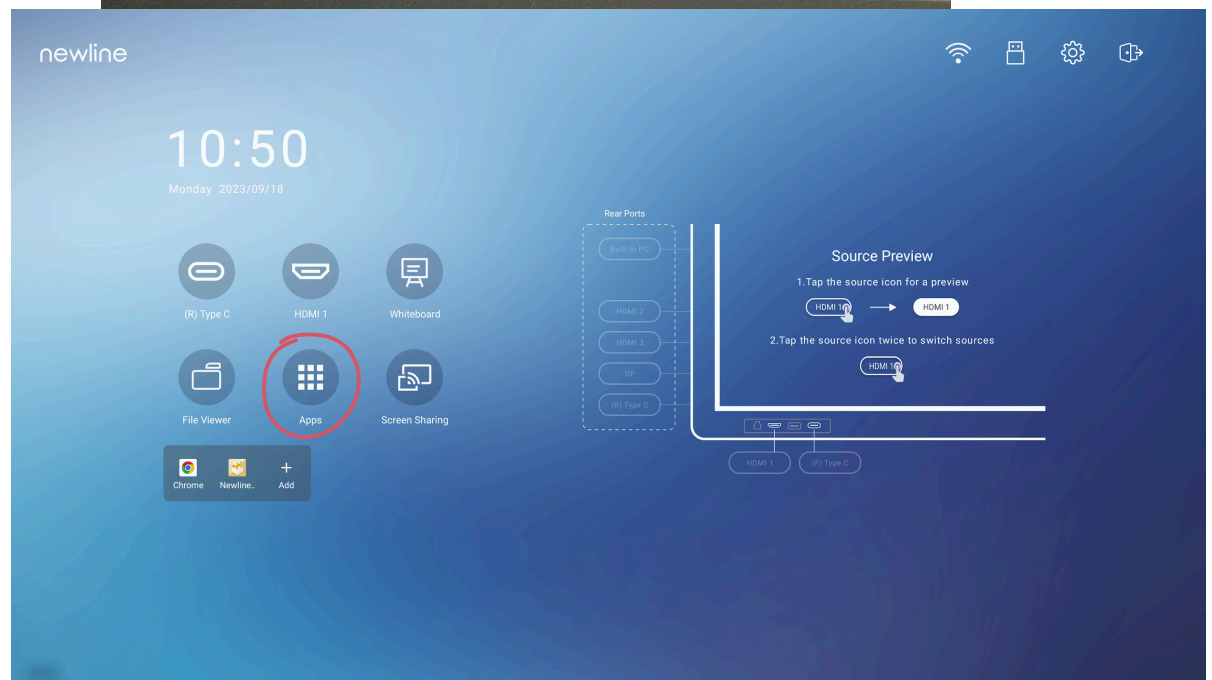 newline
10:50
Monday 2023/09/18
(R) Type C
HDMI 1
Whiteboard
File Viewer
Apps
Screen Sharing
Chrome
Newline..
Add
Rear Ports
Built-in PC
HDMI 2
HDMI 3
DP
(R) Type C
Source Preview
1.Tap the source icon for a preview
HDMI 1
HDMI 1
2.Tap the source icon twice to switch sources
HDMI 1
HDMI 1
(F) Type C